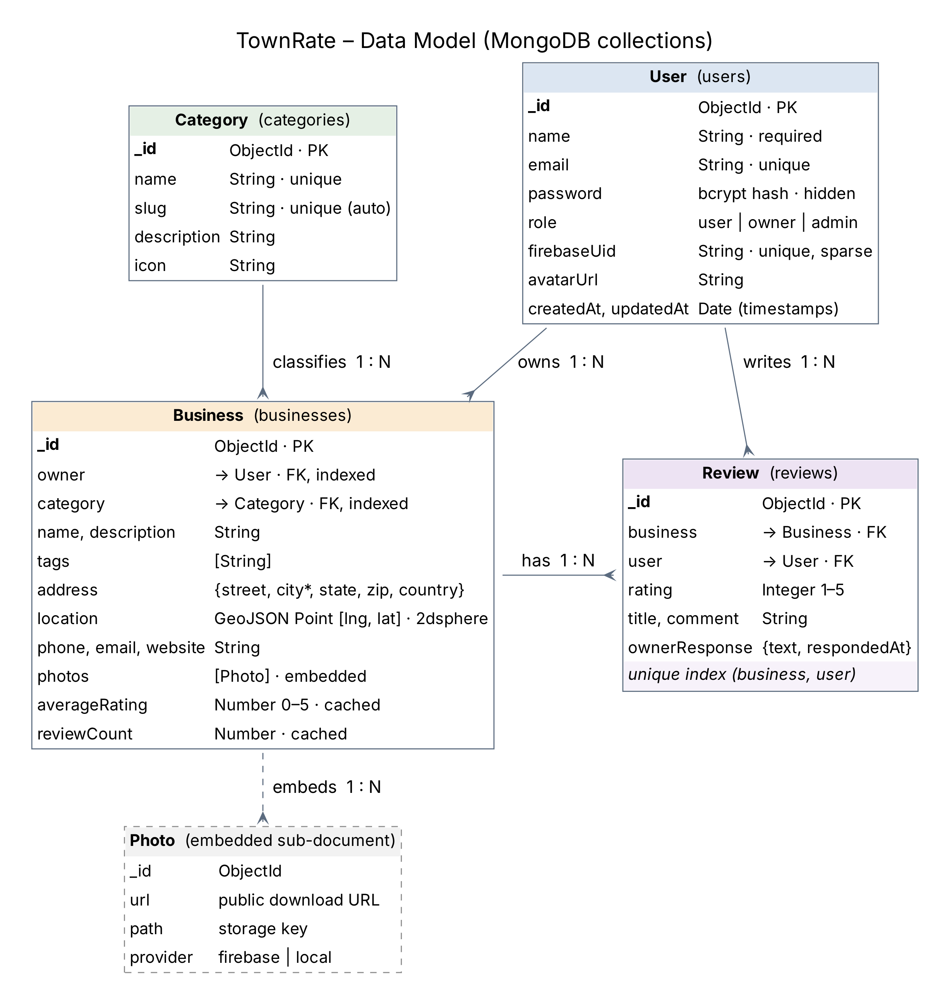 TownRate – Data Model (MongoDB collections)
User (users)
_id ObjectId · PK
name String · required
email String · unique
password bcrypt hash · hidden
role user | owner | admin
firebaseUid String · unique, sparse
avatarUrl String
createdAt, updatedAt Date (timestamps)
Category (categories)
_id ObjectId · PK
name String · unique
slug String · unique (auto)
description String
icon String
classifies 1 : N
owns 1 : N
writes 1 : N
Business (businesses)
_id ObjectId · PK
owner → User · FK, indexed
category → Category · FK, indexed
name, description String
tags [String]
address {street, city*, state, zip, country}
location GeoJSON Point [lng, lat] · 2dsphere
phone, email, website String
photos [Photo] · embedded
averageRating Number 0–5 · cached
reviewCount Number · cached
has 1 : N
Review (reviews)
_id ObjectId · PK
business → Business · FK
user → User · FK
rating Integer 1–5
title, comment String
ownerResponse {text, respondedAt}
unique index (business, user)
embeds 1 : N
Photo (embedded sub-document)
_id ObjectId
url public download URL
path storage key
provider firebase | local